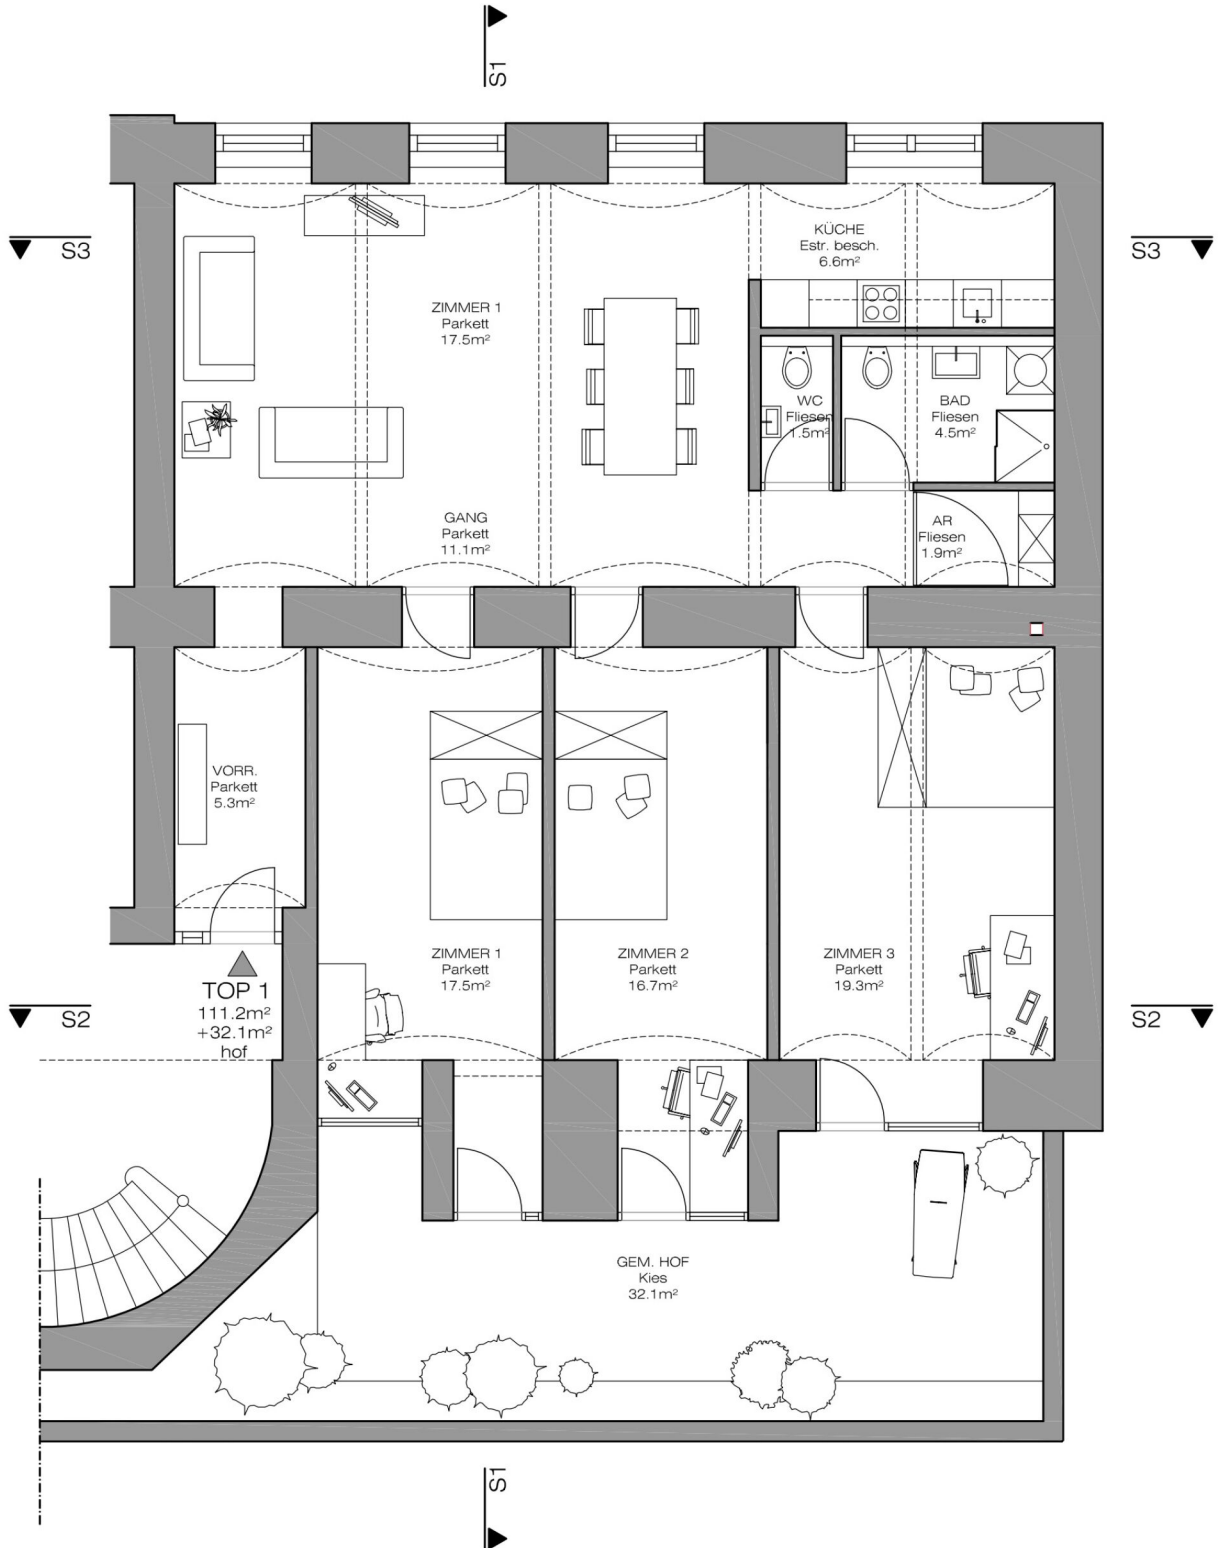 S1
S3
S3
KÜCHE
Estr. besch.
6.6m²
ZIMMER 1
Parkett
17.5m²
WC
Fliesen
1.5m²
BAD
Fliesen
4.5m²
GANG
Parkett
11.1m²
AR
Fliesen
1.9m²
VORR.
Parkett
5.3m²
ZIMMER 1
Parkett
17.5m²
ZIMMER 2
Parkett
16.7m²
ZIMMER 3
Parkett
19.3m²
TOP 1
111.2m²
+32.1m²
hof
S2
S2
GEM. HOF
Kies
32.1m²
S1